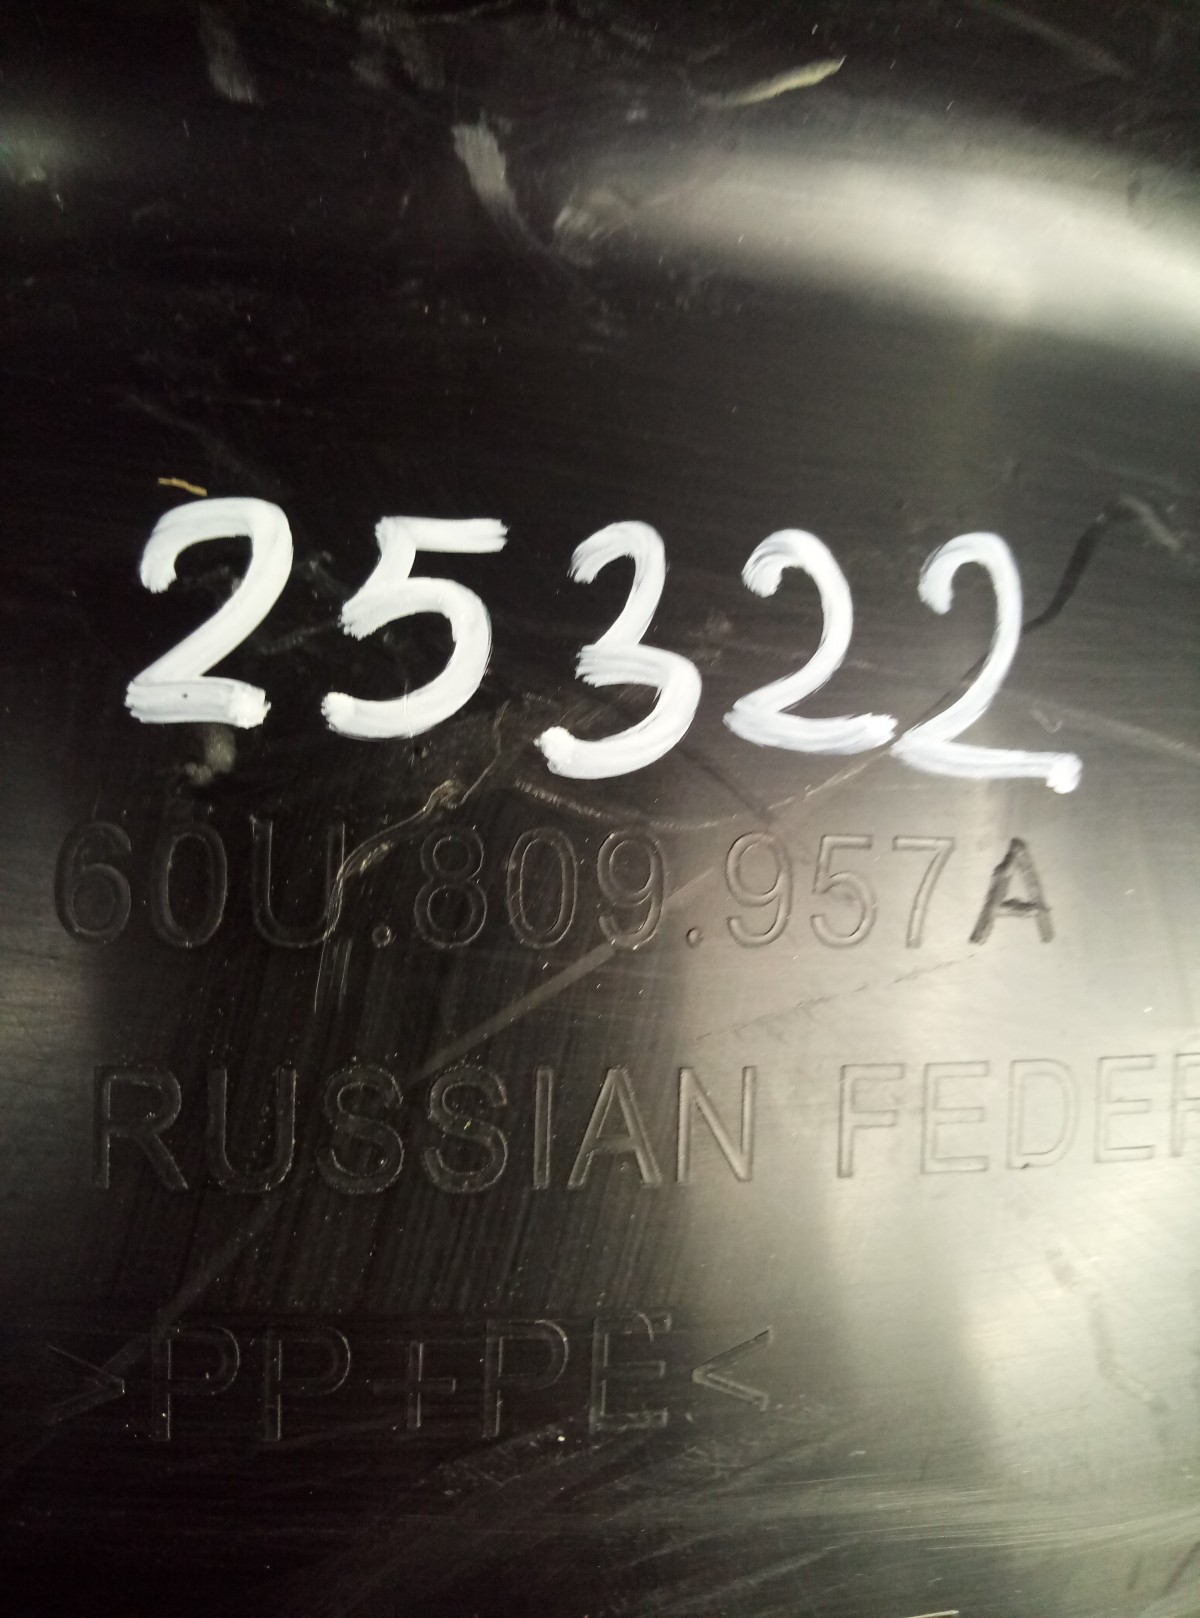 25322
60U.809.957A
RUSSIAN FEDER
>PP+PE<